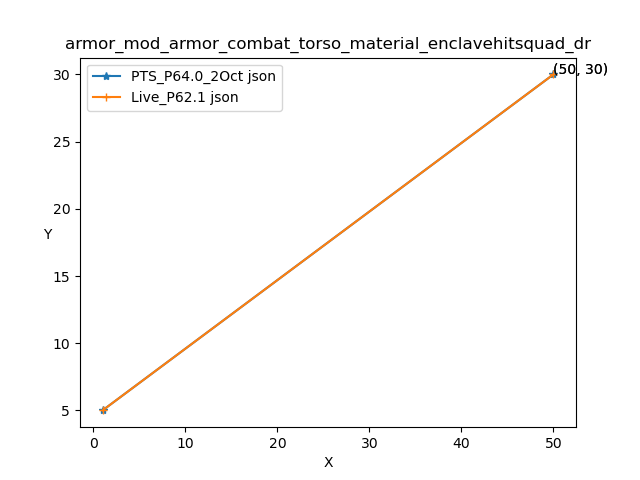 armor_mod_armor_combat_torso_material_enclavehitsquad_dr
PTS_P64.0_2Oct json
Live_P62.1 json
(50, 30)
30
25
20
15
10
5
Y
0
10
20
30
40
50
X